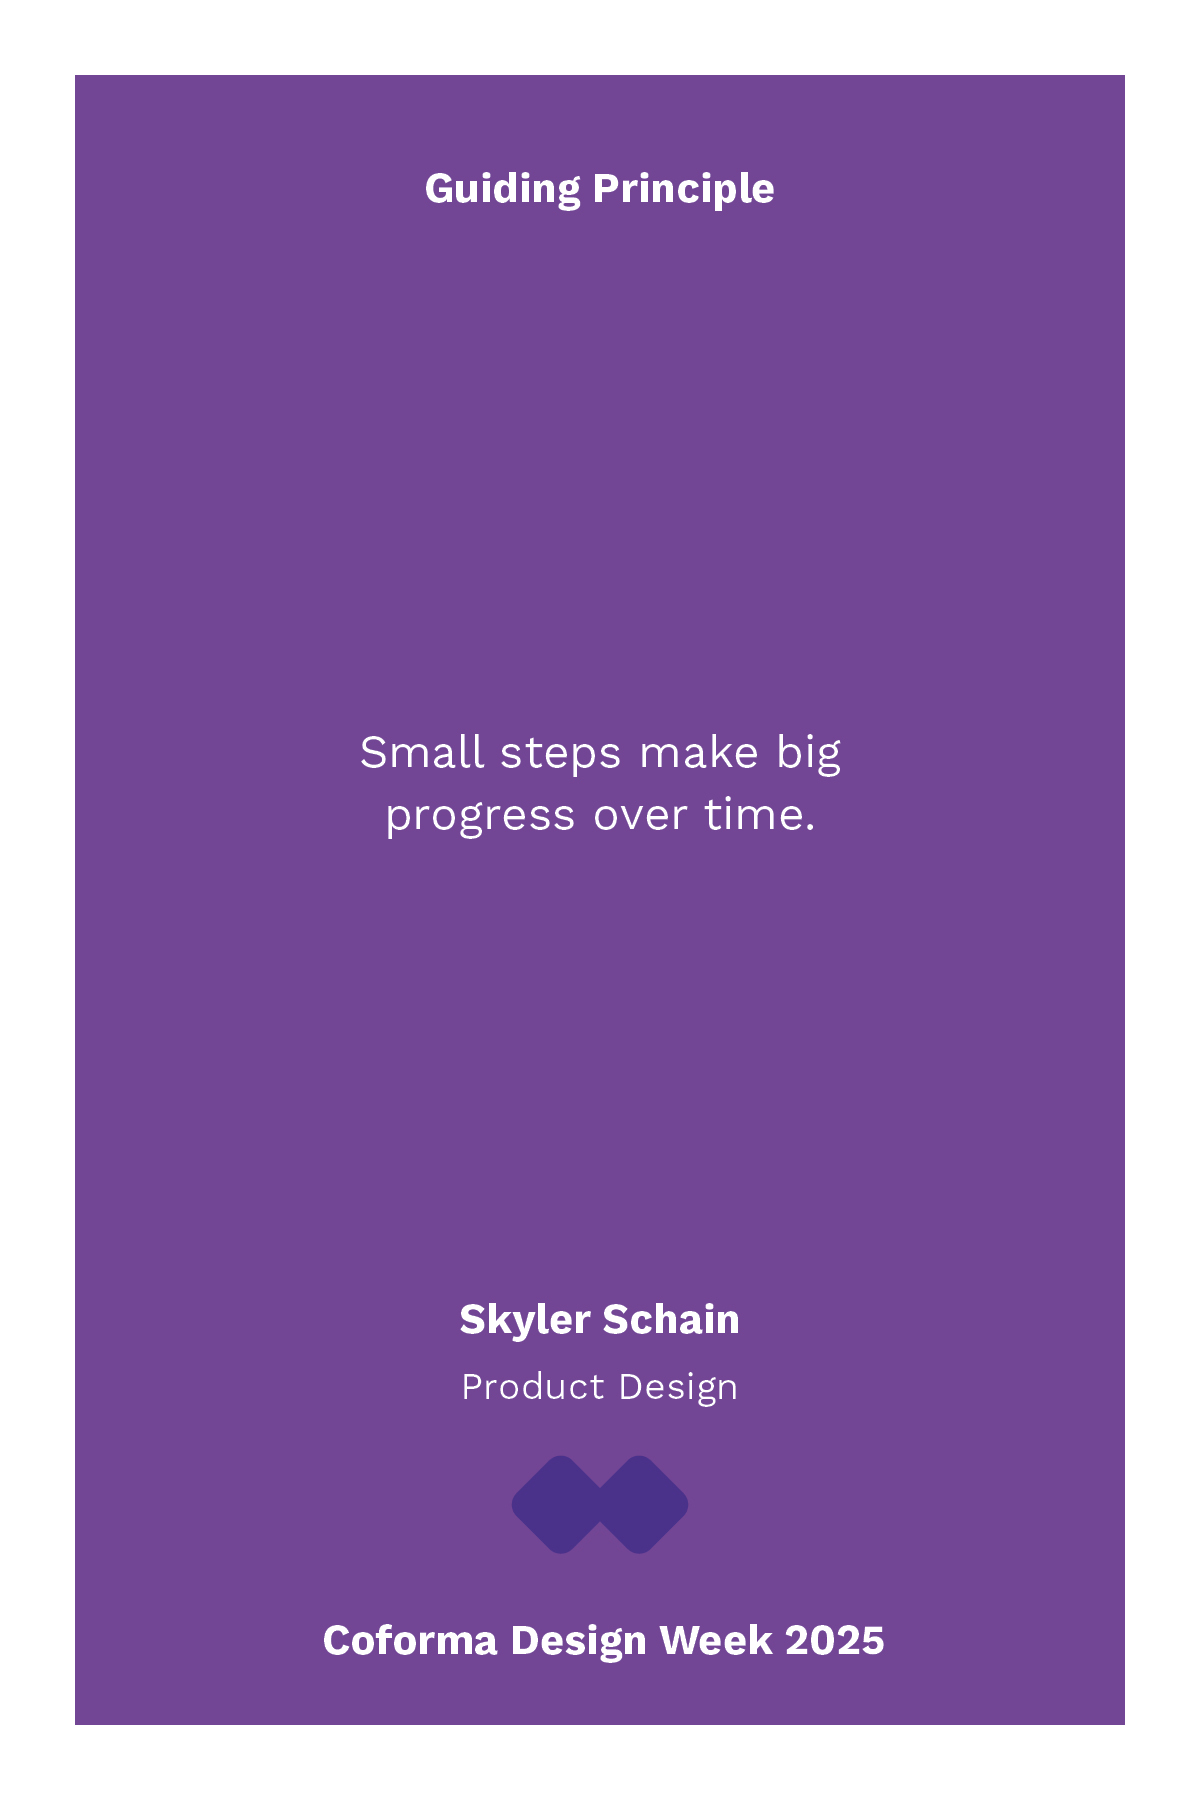 Guiding Principle
Small steps make big
progress over time.
Skyler Schain
Product Design
Coforma Design Week 2025